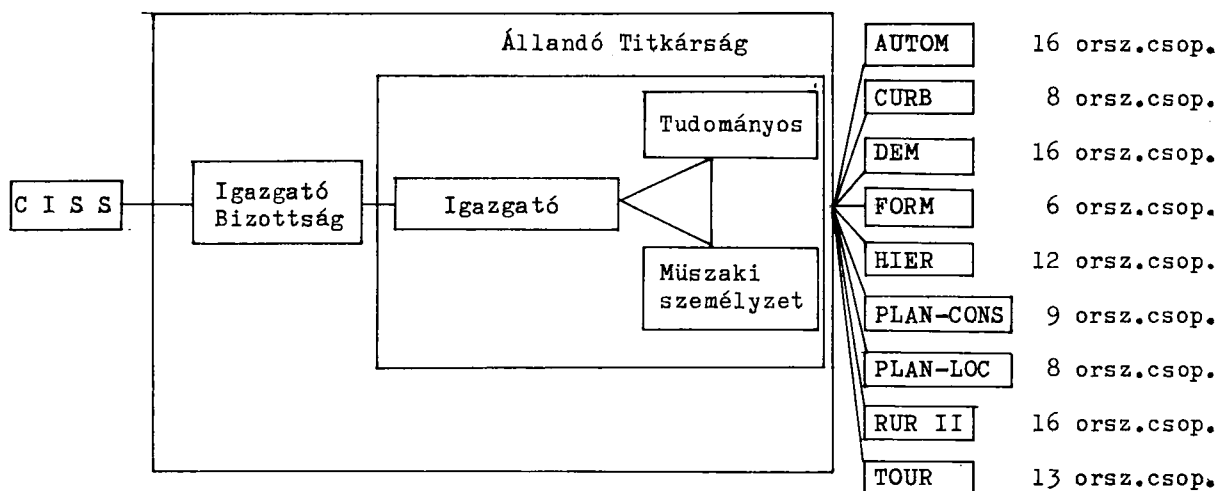 Állandó Titkárság
C I S S
Igazgató
Bizottság
Igazgató
Tudományos
Müszaki
személyzet
AUTOM 16 orsz.csop.
CURB 8 orsz.csop.
DEM 16 orsz.csop.
FORM 6 orsz.csop.
HIER 12 orsz.csop.
PLAN-CONS 9 orsz.csop.
PLAN-LOC 8 orsz.csop.
RUR II 16 orsz.csop.
TOUR 13 orsz.csop.